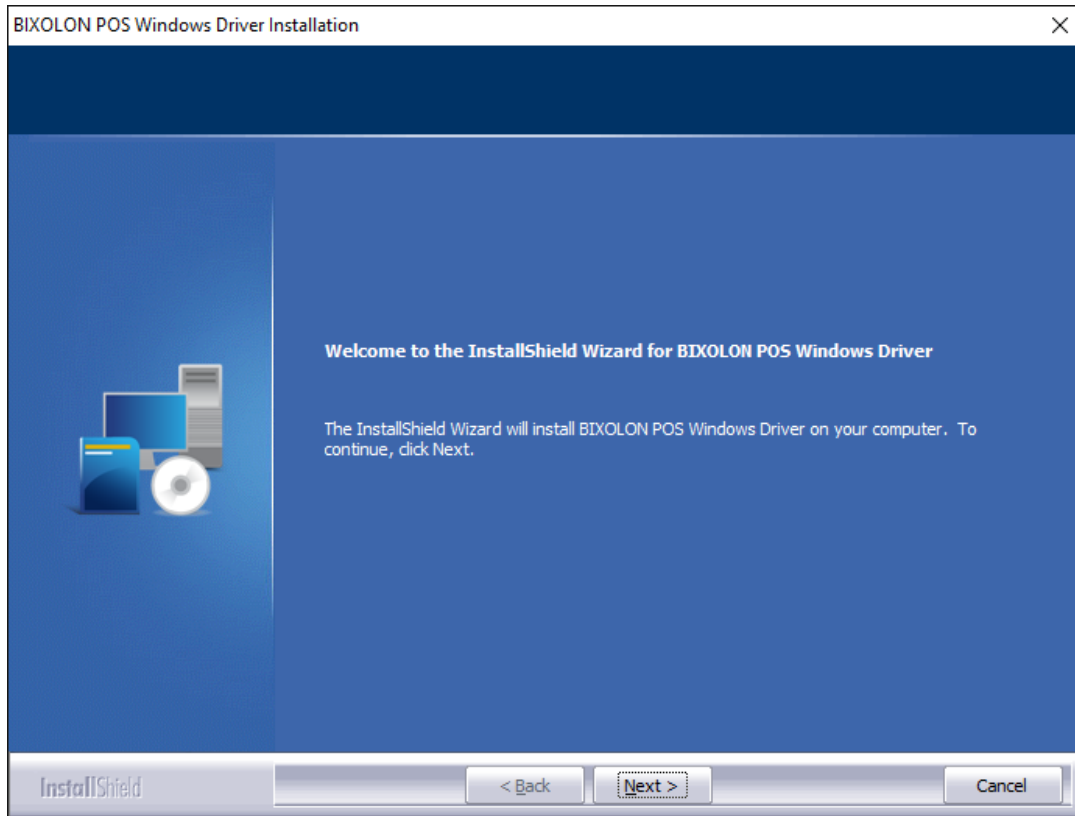 BIXOLON POS Windows Driver Installation
Welcome to the InstallShield Wizard for BIXOLON POS Windows Driver
The InstallShield Wizard will install BIXOLON POS Windows Driver on your computer. To
continue, click Next.
InstallShield
< Back
Next >
Cancel